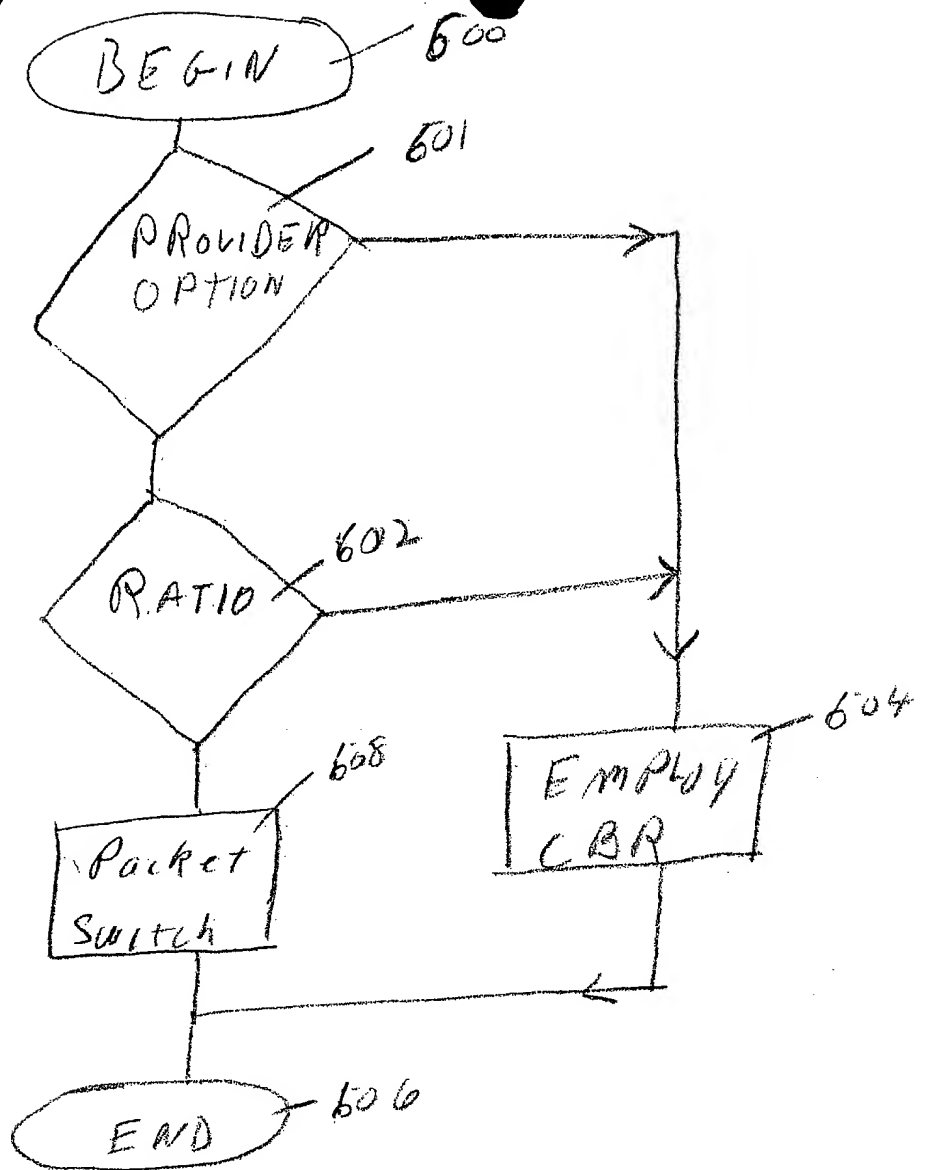 BEGIN
600
601
PROVIDER
OPTION
602
RATIO
604
EMPLOY
CBR
608
Packet
Switch
606
END